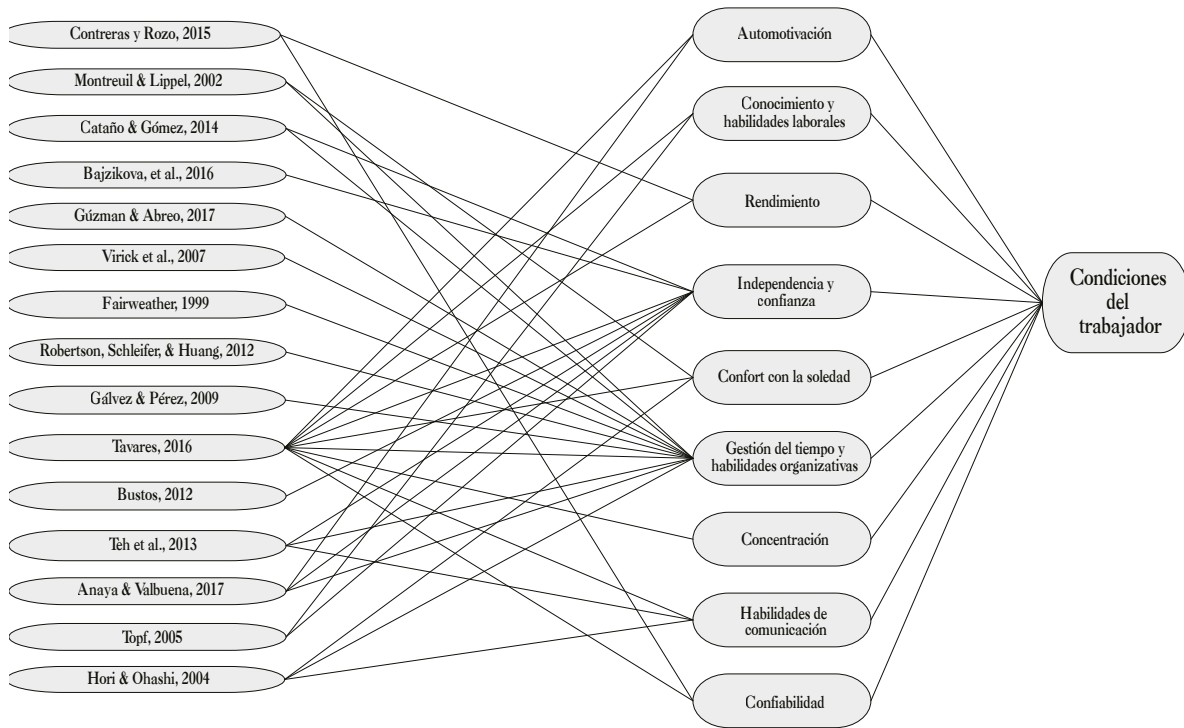 Contreras y Rozo, 2015
Montreuil & Lippel, 2002
Cataño & Gómez, 2014
Bajzikova, et al., 2016
Gúzman & Abreo, 2017
Virick et al., 2007
Fairweather, 1999
Robertson, Schleifer, & Huang, 2012
Gálvez & Pérez, 2009
Tavares, 2016
Bustos, 2012
Teh et al., 2013
Anaya & Valbuena, 2017
Topf, 2005
Hori & Ohashi, 2004
Automotivación
Conocimiento y
habilidades laborales
Rendimiento
Independencia y
confianza
Confort con la soledad
Gestión del tiempo y
habilidades organizativas
Concentración
Habilidades de
comunicación
Confiabilidad
Condiciones
del
trabajador